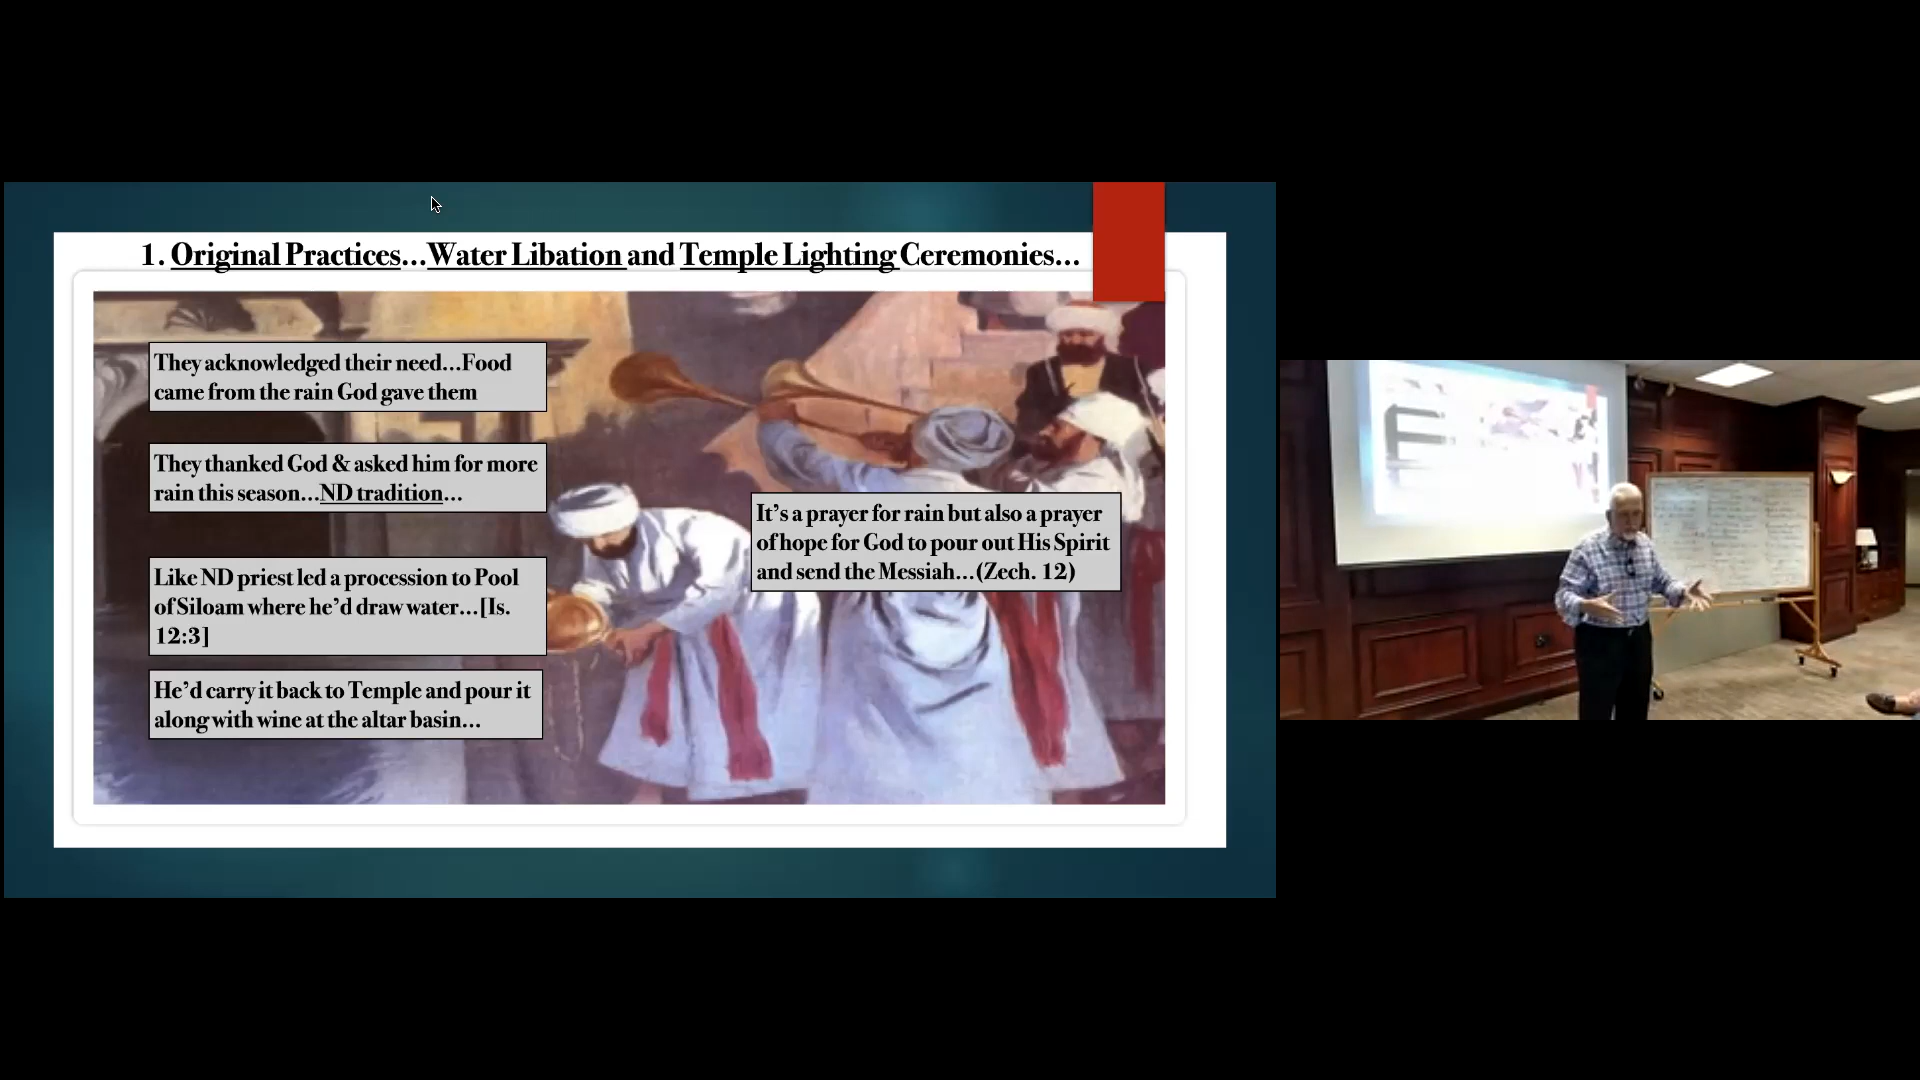 1. Original Practices...Water Libation and Temple Lighting Ceremonies...
They acknowledged their need...Food
came from the rain God gave them
They thanked God & asked him for more
rain this season...ND tradition...
Like ND priest led a procession to Pool
of Siloam where he'd draw water...[Is.
12:3]
He'd carry it back to Temple and pour it
along with wine at the altar basin...
It's a prayer for rain but also a prayer
of hope for God to pour out His Spirit
and send the Messiah...(Zech. 12)